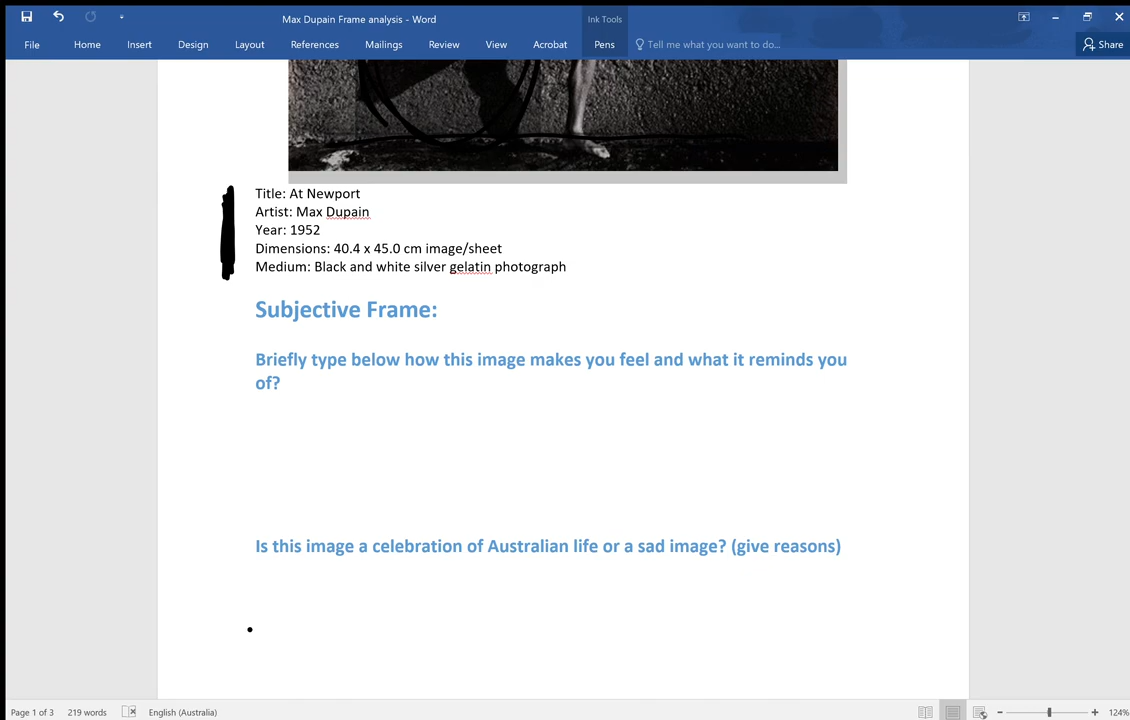 Max Dupain Frame analysis - Word
Ink Tools
File Home Insert Design Layout References Mailings Review View Acrobat Pens Tell me what you want to do... Share
Title: At Newport
Artist: Max Dupain
Year: 1952
Dimensions: 40.4 x 45.0 cm image/sheet
Medium: Black and white silver gelatin photograph
Subjective Frame:
Briefly type below how this image makes you feel and what it reminds you
of?
Is this image a celebration of Australian life or a sad image? (give reasons)
Page 1 of 3 219 words English (Australia) 124%